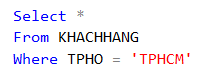 Select *
From KHACHHANG
Where TPHO = 'TPHCM'